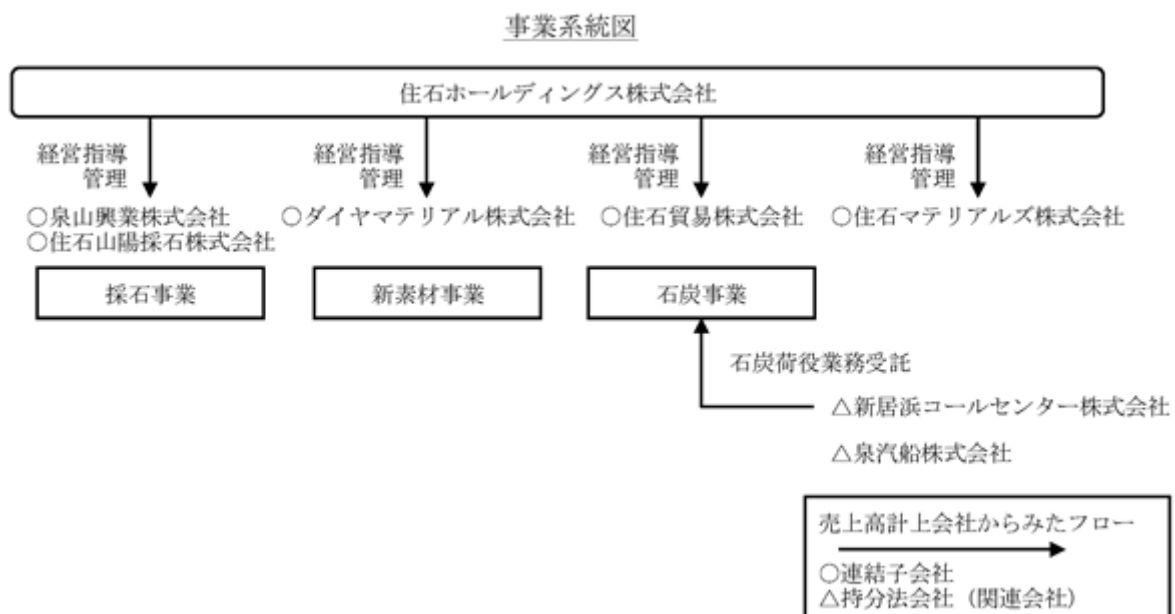 事業系統図
住石ホールディングス株式会社
経営指導
管理
経営指導
管理
経営指導
管理
経営指導
管理
○泉山興業株式会社
○住石山陽採石株式会社
○ダイヤマテリアル株式会社
○住石貿易株式会社
○住石マテリアルズ株式会社
採石事業
新素材事業
石炭事業
石炭荷役業務受託
△新居浜コールセンター株式会社
△泉汽船株式会社
売上高計上会社からみたフロー
○連結子会社
△持分法会社（関連会社）